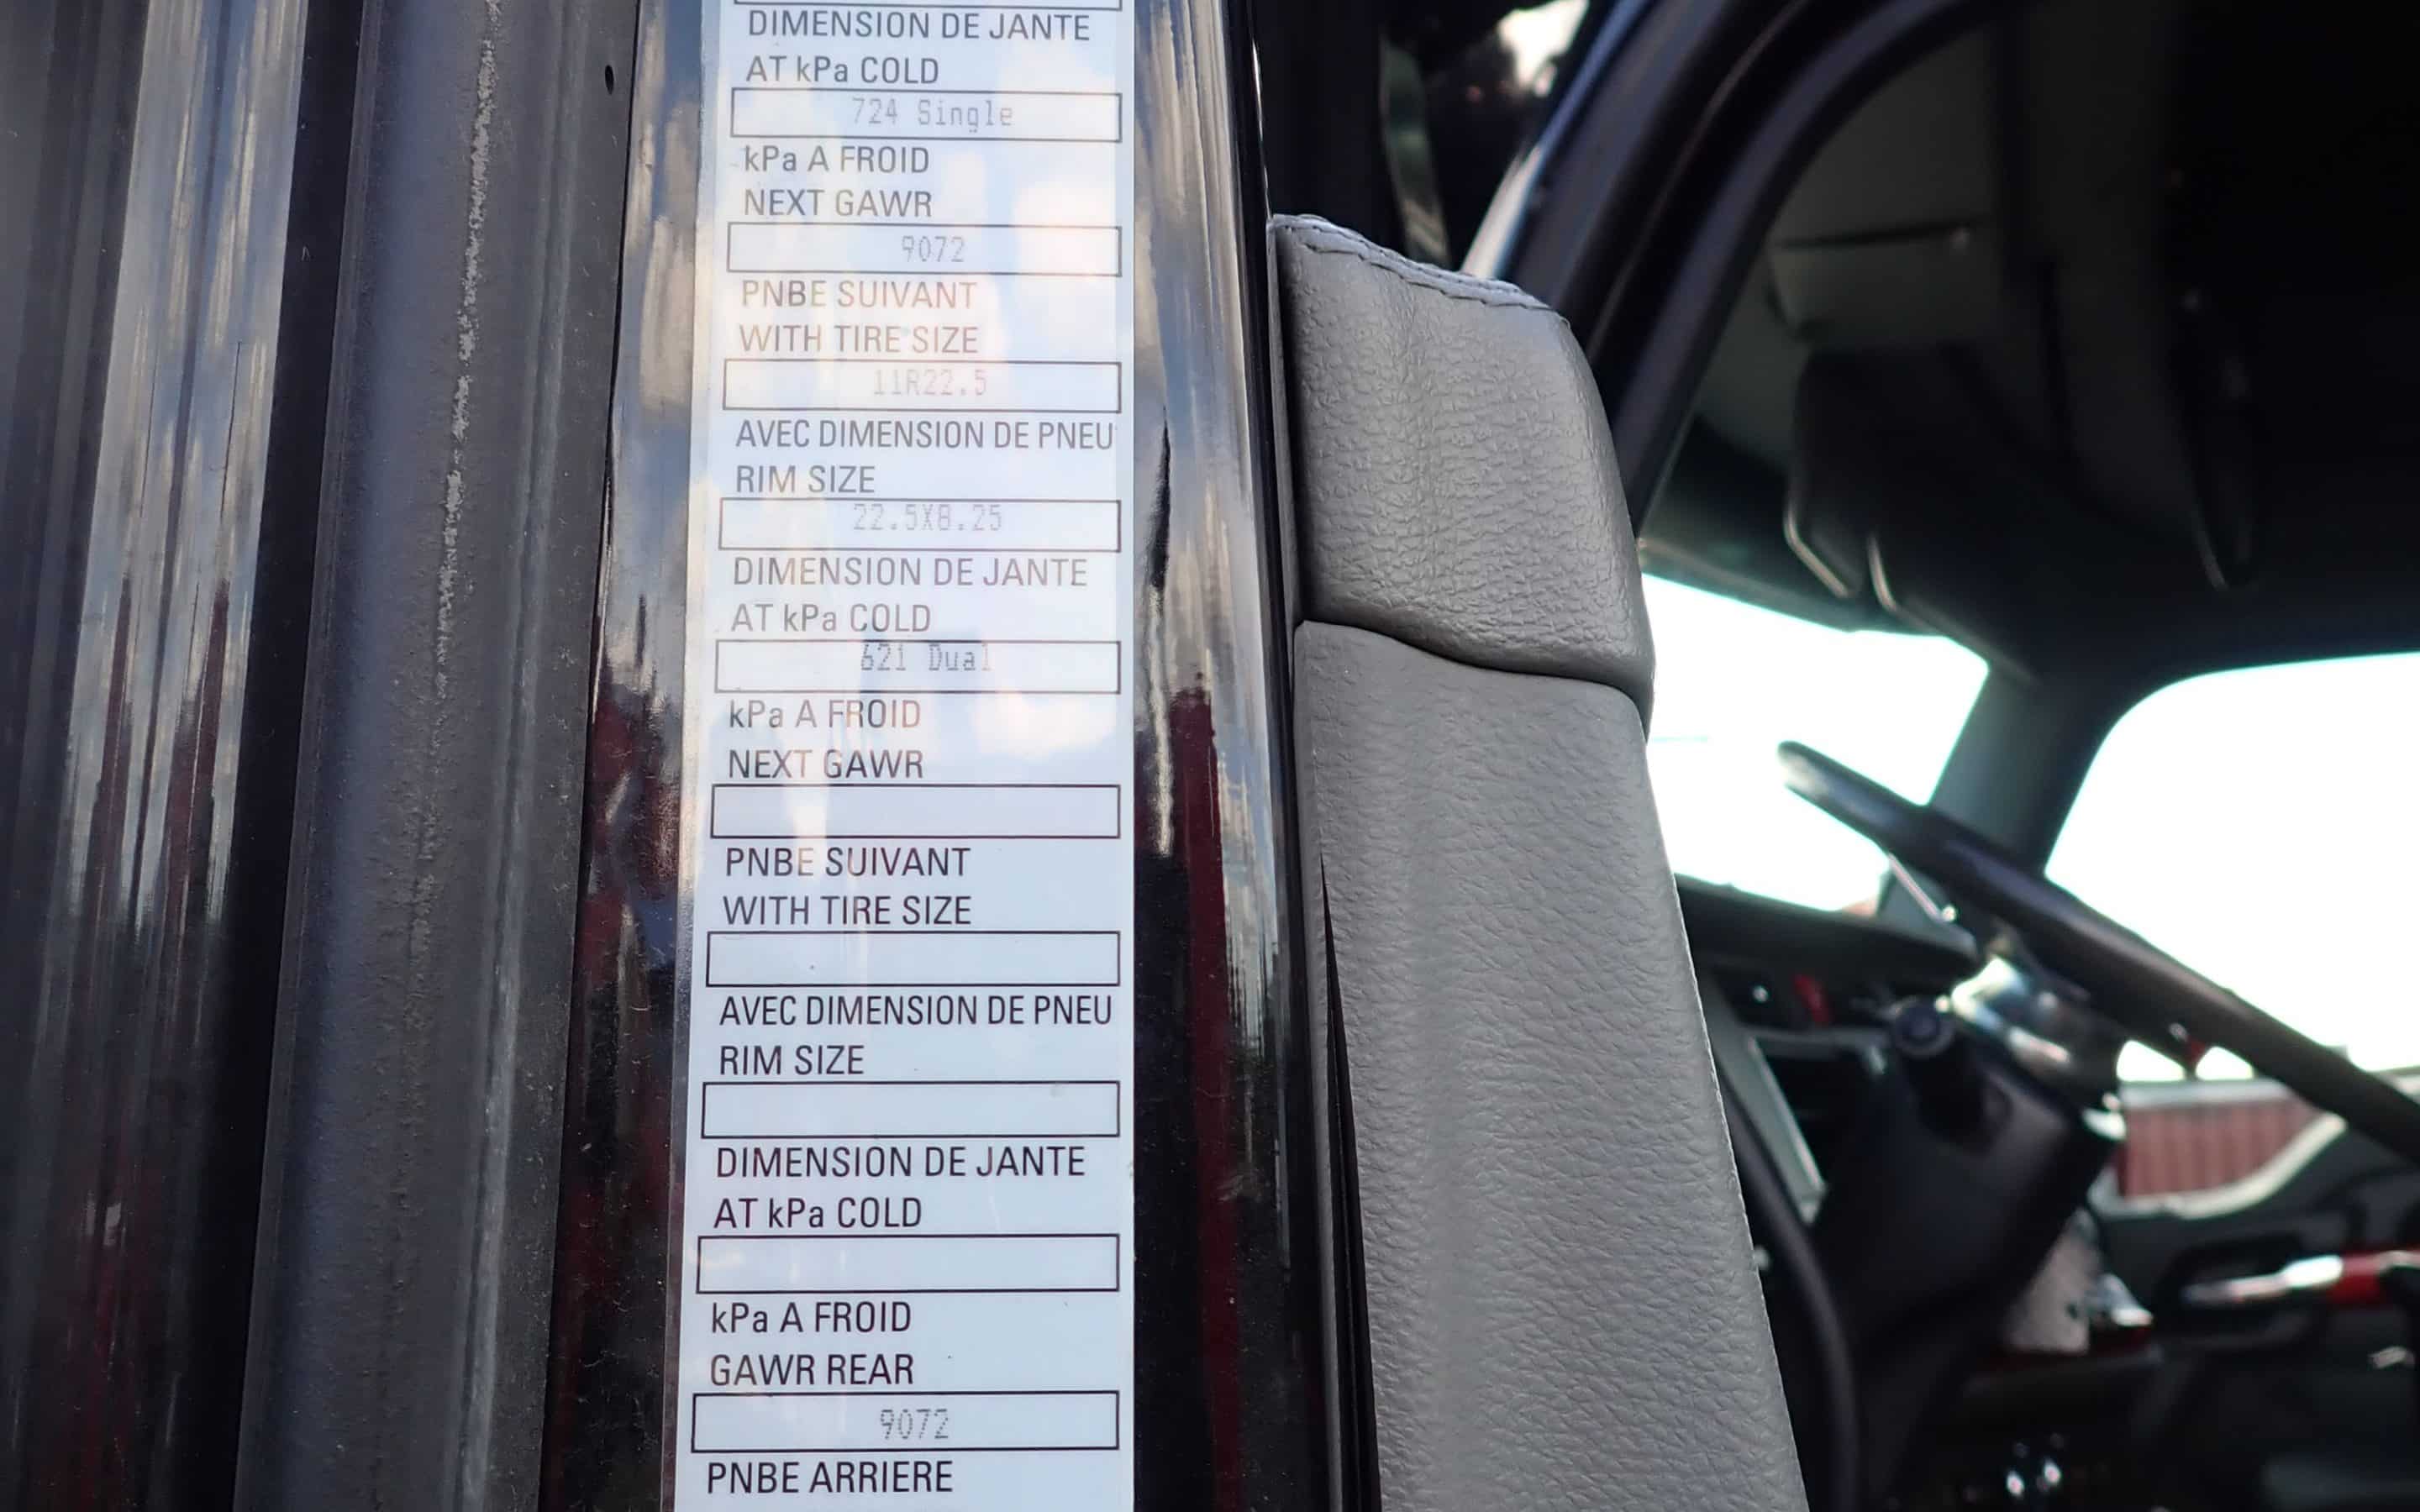 DIMENSION DE JANTE
AT kPa COLD
724 Single
kPa A FROID
NEXT GAWR
9072
PNBE SUIVANT
WITH TIRE SIZE
11R22.5
AVEC DIMENSION DE PNEU
RIM SIZE
22.5X8.25
DIMENSION DE JANTE
AT kPa COLD
621 Dual
kPa A FROID
NEXT GAWR
PNBE SUIVANT
WITH TIRE SIZE
AVEC DIMENSION DE PNEU
RIM SIZE
DIMENSION DE JANTE
AT kPa COLD
kPa A FROID
GAWR REAR
9072
PNBE ARRIERE